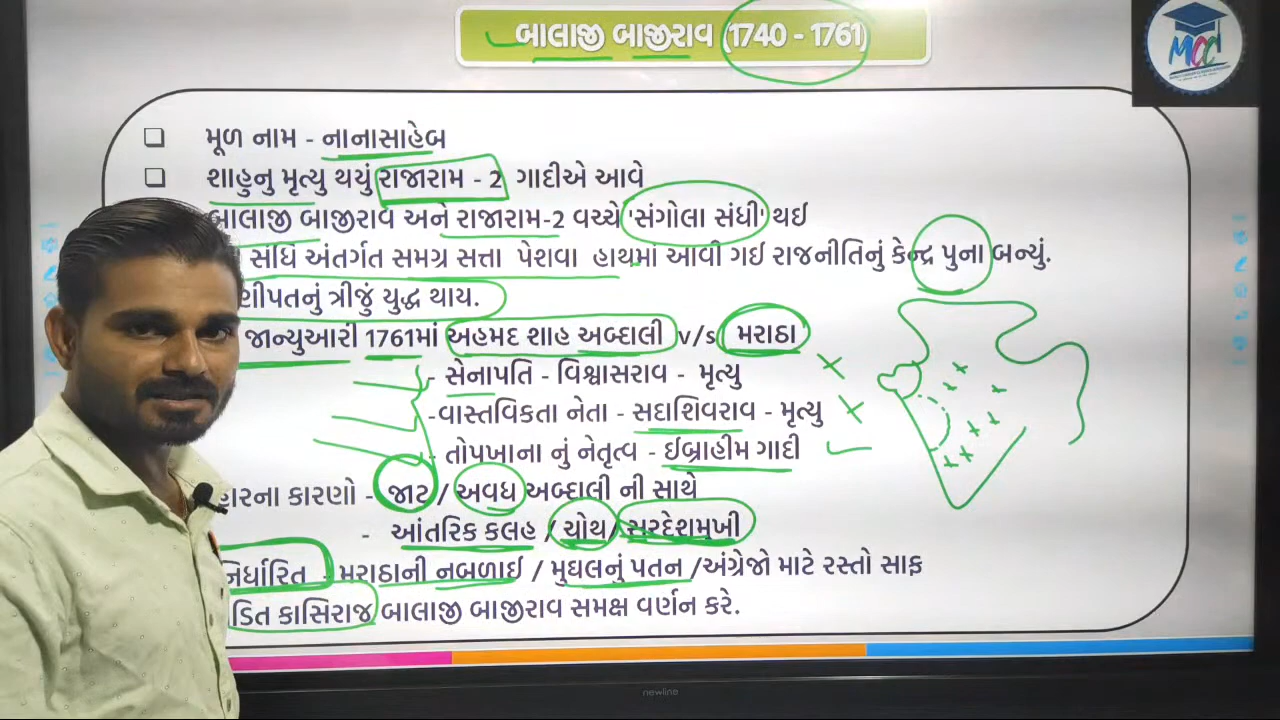 બાલાજી બાજીરાવ (1740 - 1761)
MCC
મૂળ નામ - નાનાસાહેબ
શાહુનુ મૃત્યુ થયું રાજારામ - 2 ગાદીએ આવે
બાલાજી બાજીરાવ અને રાજારામ-2 વચ્ચે 'સંગોલા સંધી' થઈ
સંધિ અંતર્ગત સમગ્ર સત્તા પેશવા હાથમાં આવી ગઈ રાજનીતિનું કેન્દ્ર પુના બન્યું.
ણીપતનું ત્રીજું યુદ્ધ થાય.
જાન્યુઆરી 1761માં અહમદ શાહ અબ્દાલી v/s મરાઠા
- સેનાપતિ - વિશ્વાસરાવ - મૃત્યુ
-વાસ્તવિકતા નેતા - સદાશિવરાવ - મૃત્યુ
- તોપખાના નું નેતૃત્વ - ઈબ્રાહીમ ગાદી
હારના કારણો - જાટ / અવધ અબ્દાલી ની સાથે
- આંતરિક કલહ / ચોથ/ સરદેશમુખી
નિર્ધારિત - મરાઠાની નબળાઈ / મુઘલનું પતન /અંગ્રેજો માટે રસ્તો સાફ
ડિત કાસિરાજ બાલાજી બાજીરાવ સમક્ષ વર્ણન કરે.
newline